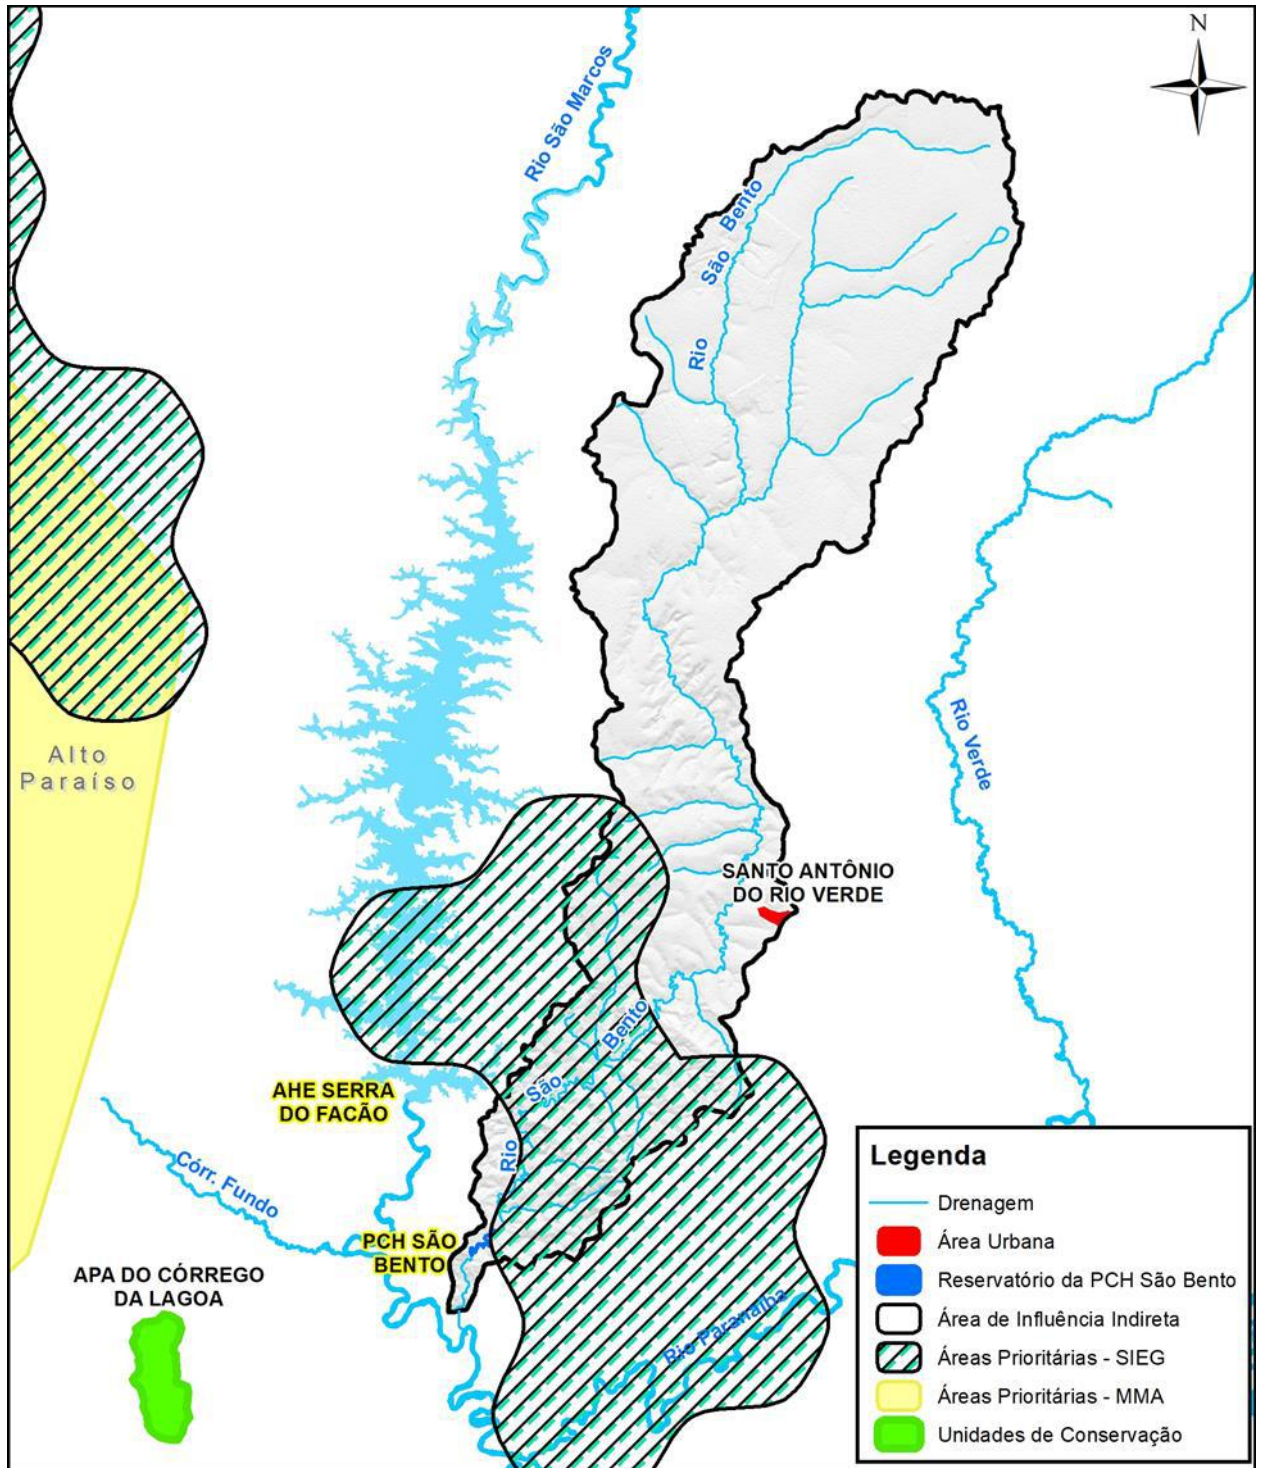 N
Rio São Marcos
Rio São Bento
Rio Verde
Alto
Paraíso
SANTO ANTÔNIO
DO RIO VERDE
Rio São Bento
AHE SERRA
DO FACÃO
Córr. Fundo
PCH SÃO
BENTO
APA DO CÓRREGO
DA LAGOA
Rio Paranaíba
Legenda
Drenagem
Área Urbana
Reservatório da PCH São Bento
Área de Influência Indireta
Áreas Prioritárias - SIEG
Áreas Prioritárias - MMA
Unidades de Conservação